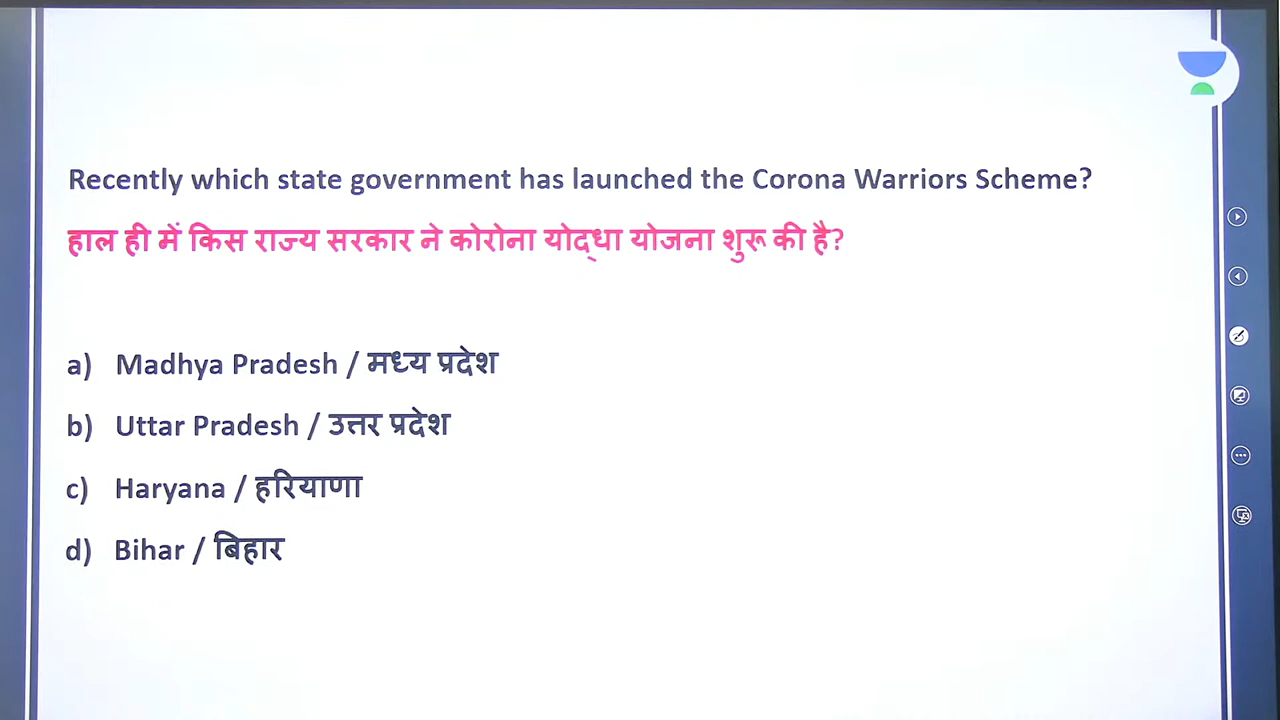 Recently which state government has launched the Corona Warriors Scheme?
हाल ही में किस राज्य सरकार ने कोरोना योद्धा योजना शुरू की है?
a) Madhya Pradesh / मध्य प्रदेश
b) Uttar Pradesh / उत्तर प्रदेश
c) Haryana / हरियाणा
d) Bihar / बिहार